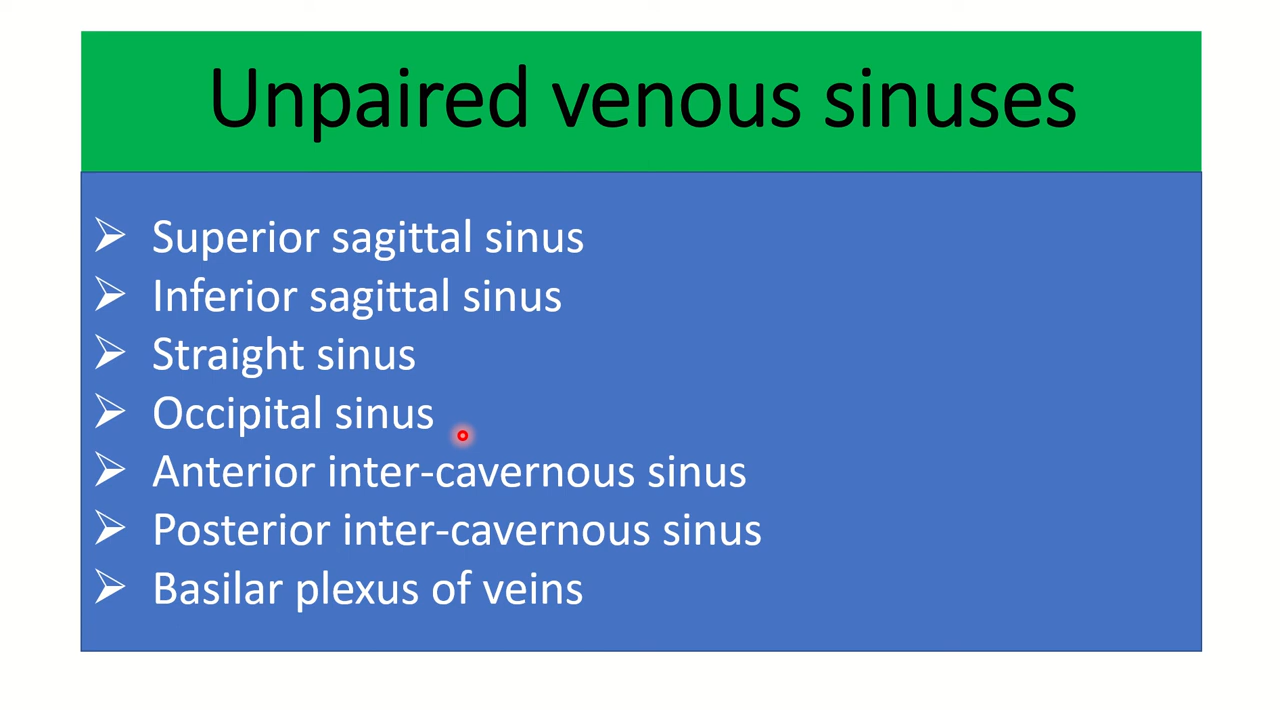 Unpaired venous sinuses
Superior sagittal sinus
Inferior sagittal sinus
Straight sinus
Occipital sinus
Anterior inter-cavernous sinus
Posterior inter-cavernous sinus
Basilar plexus of veins